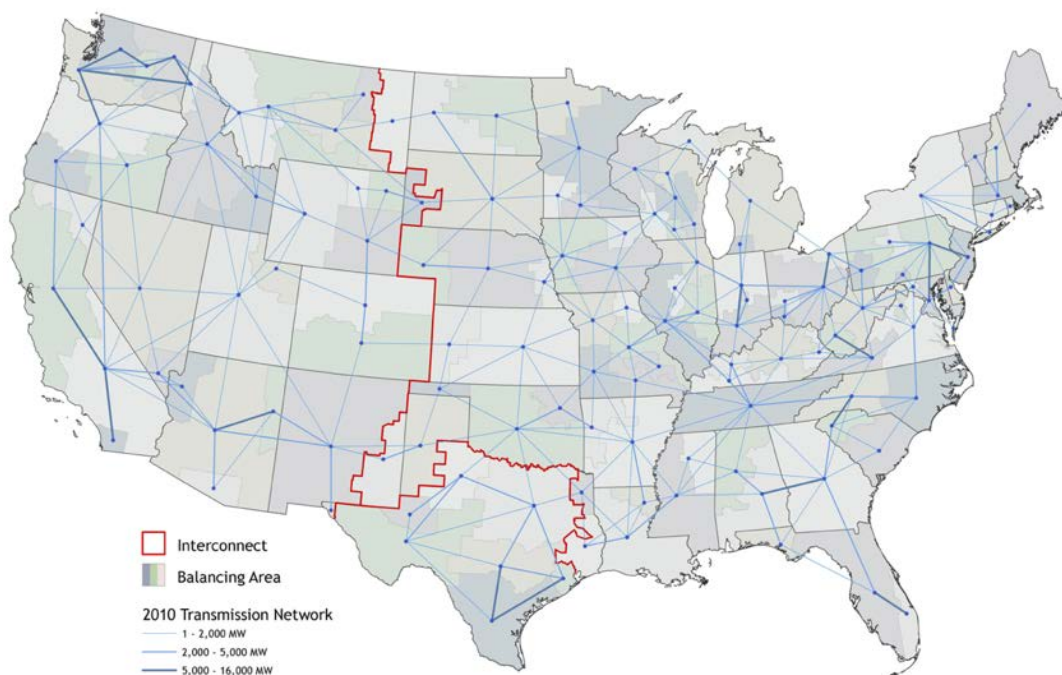 Interconnect
Balancing Area
2010 Transmission Network
1 - 2,000 MW
2,000 - 5,000 MW
5,000 - 16,000 MW